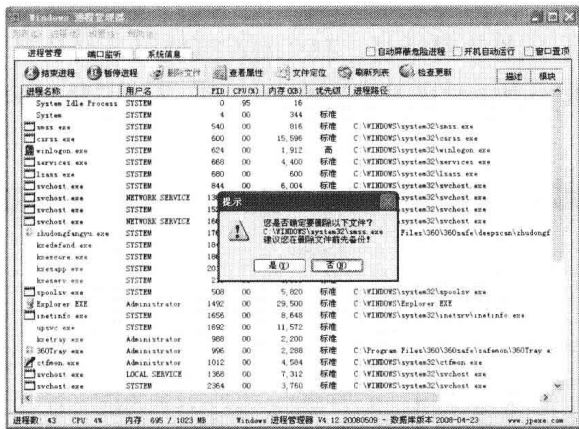 Windows 进程管理器
进程管理 端口监听 系统信息 自动屏蔽危险进程 开机自动运行 窗口置顶
结束进程 暂停进程 删除文件 查看属性 文件定位 刷新列表 检查更新 描述 模块
进程名称 用户名 PID CPU(%) 内存(KB) 优先级 进程路径
System Idle Process SYSTEM 0 95 16
System SYSTEM 4 00 344 标准
smss.exe SYSTEM 540 00 816 标准 C:\WINDOWS\system32\smss.exe
csrss.exe SYSTEM 600 00 15,596 标准 C:\WINDOWS\system32\csrss.exe
winlogon.exe SYSTEM 624 00 1,912 高 C:\WINDOWS\system32\winlogon.exe
services.exe SYSTEM 668 00 4,400 标准 C:\WINDOWS\system32\services.exe
lsass.exe SYSTEM 680 00 600 标准 C:\WINDOWS\system32\lsass.exe
svchost.exe SYSTEM 844 00 6,004 标准 C:\WINDOWS\system32\svchost.exe
svchost.exe NETWORK SERVICE system32\svchost.exe
svchost.exe SYSTEM system32\svchost.exe
svchost.exe NETWORK SERVICE system32\svchost.exe
zhudongfangyu.exe SYSTEM Files\360\360safe\deepscan\zhudongf
ksedefend.exe SYSTEM
SYSTEM
ksetapp.exe SYSTEM
SYSTEM
spoolsv.exe SYSTEM 508 00 5,820 标准 C:\WINDOWS\system32\spoolsv.exe
Explorer.EXE Administrator 1492 00 29,500 标准 C:\WINDOWS\Explorer.EXE
inetinfo.exe SYSTEM 1656 00 8,648 标准 C:\WINDOWS\system32\inetsrv\inetinfo.exe
upsvc.exe SYSTEM 1692 00 11,572 标准
ksetray.exe Administrator 988 00 2,200 标准
360Tray.exe Administrator 996 00 2,288 标准 C:\Program Files\360\360safe\safemon\360Tray.e
ctfmon.exe Administrator 1012 00 4,584 标准 C:\WINDOWS\system32\ctfmon.exe
svchost.exe LOCAL SERVICE 1368 00 7,312 标准 C:\WINDOWS\system32\svchost.exe
svchost.exe SYSTEM 2364 00 3,760 标准 C:\WINDOWS\system32\svchost.exe
提示
您是否确定要删除以下文件?
C:\WINDOWS\system32\smss.exe
建议您在删除文件前先备份!
是(Y) 否(N)
进程数: 43 CPU: 4% 内存: 695 / 1023 MB Windows 进程管理器 V4.12 20080509 - 数据库版本 2008-04-23 www.jpexe.com